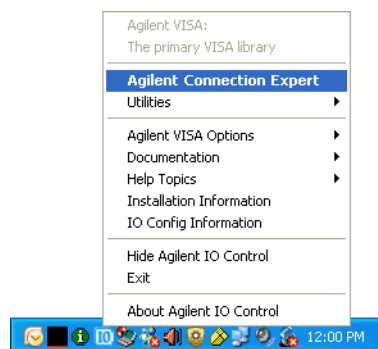 Agilent VISA:
The primary VISA library
Agilent Connection Expert
Utilities
Agilent VISA Options
Documentation
Help Topics
Installation Information
IO Config Information
Hide Agilent IO Control
Exit
About Agilent IO Control
IO 12:00 PM